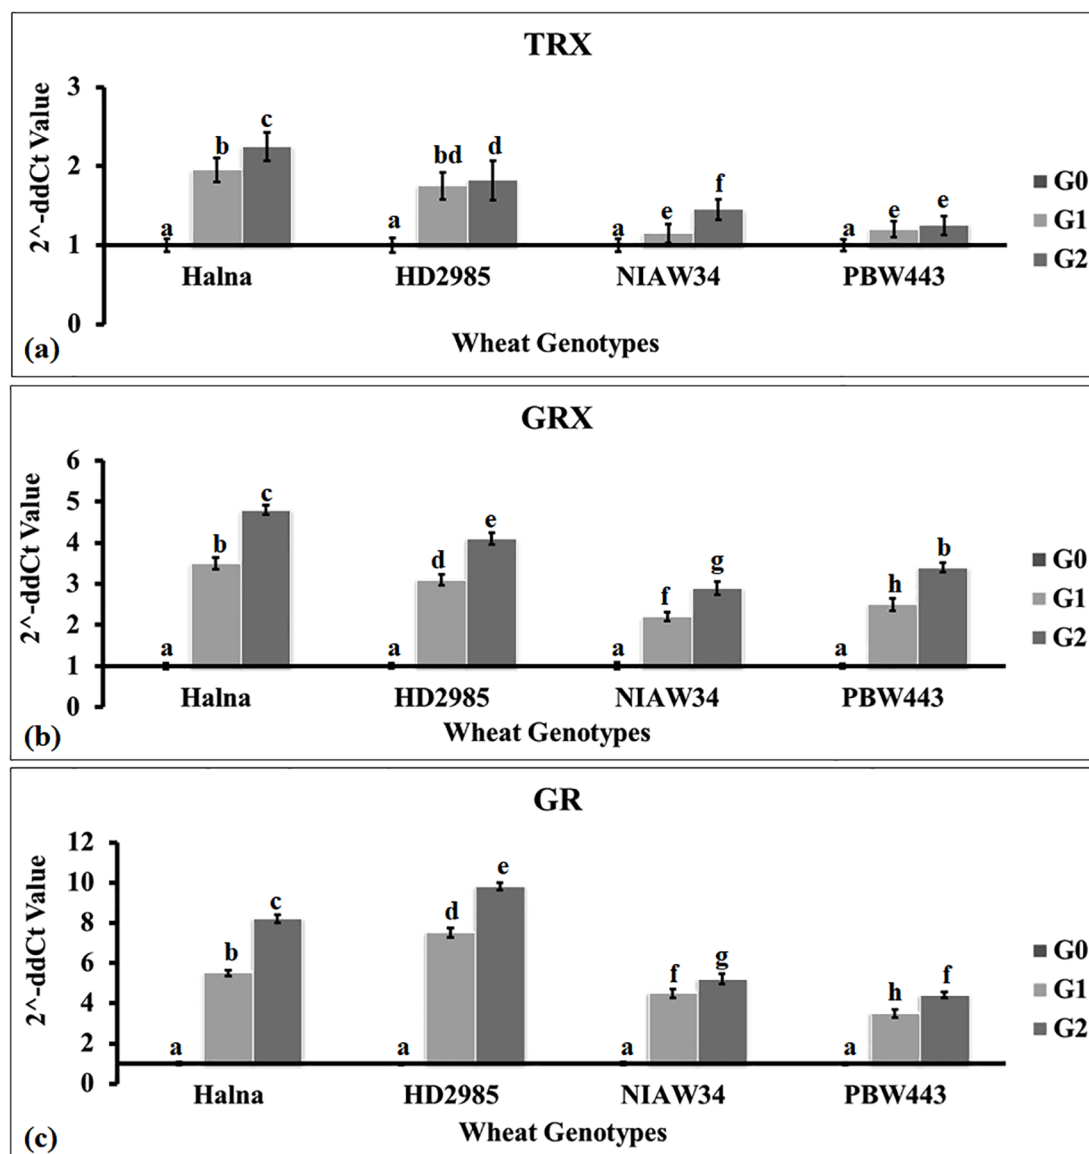 TRX
2^-ddCt Value
3
2
1
0
a b c
a bd d
a e f
a e e
Halna HD2985 NIAW34 PBW443
Wheat Genotypes
G0
G1
G2
(a)
GRX
2^-ddCt Value
6
5
4
3
2
1
0
a b c
a d e
a f g
a h b
Halna HD2985 NIAW34 PBW443
Wheat Genotypes
G0
G1
G2
(b)
GR
2^-ddCt Value
12
10
8
6
4
2
0
a b c
a d e
a f g
a h f
Halna HD2985 NIAW34 PBW443
Wheat Genotypes
G0
G1
G2
(c)